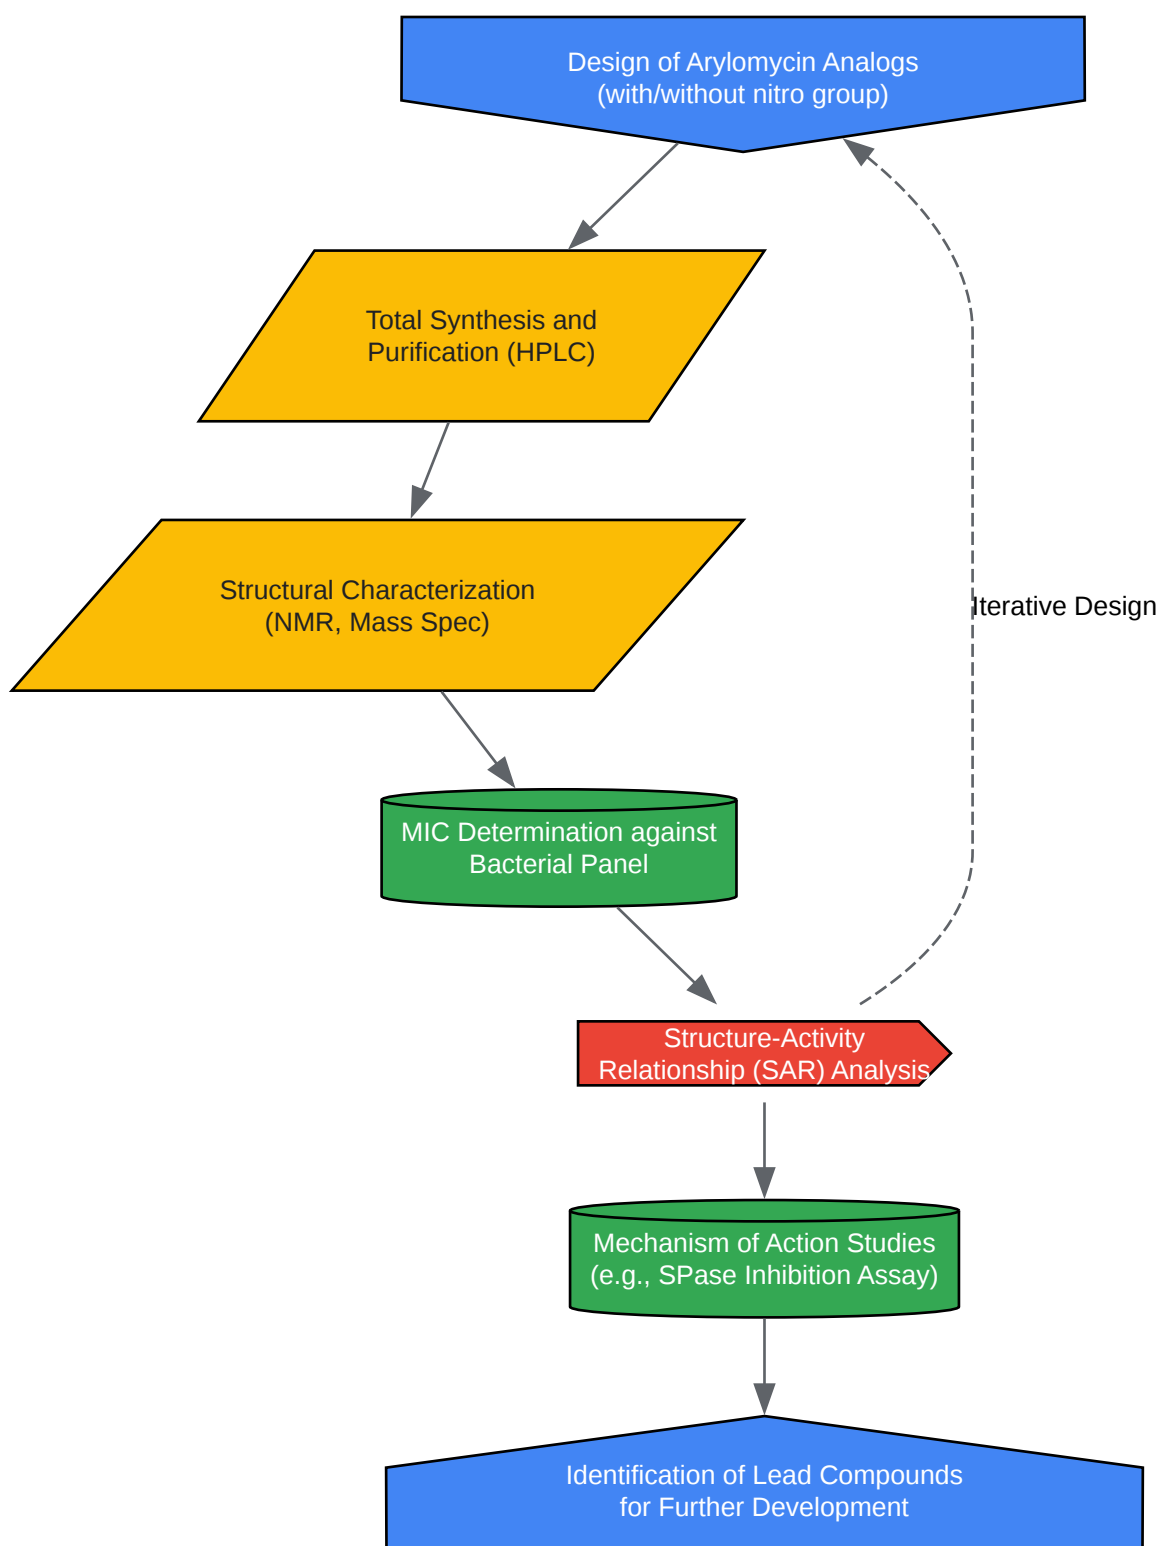 Design of Arylomycin Analogs
(with/without nitro group)
Total Synthesis and
Purification (HPLC)
Structural Characterization
(NMR, Mass Spec)
Iterative Design
MIC Determination against
Bacterial Panel
Structure-Activity
Relationship (SAR) Analysis
Mechanism of Action Studies
(e.g., SPase Inhibition Assay)
Identification of Lead Compounds
for Further Development